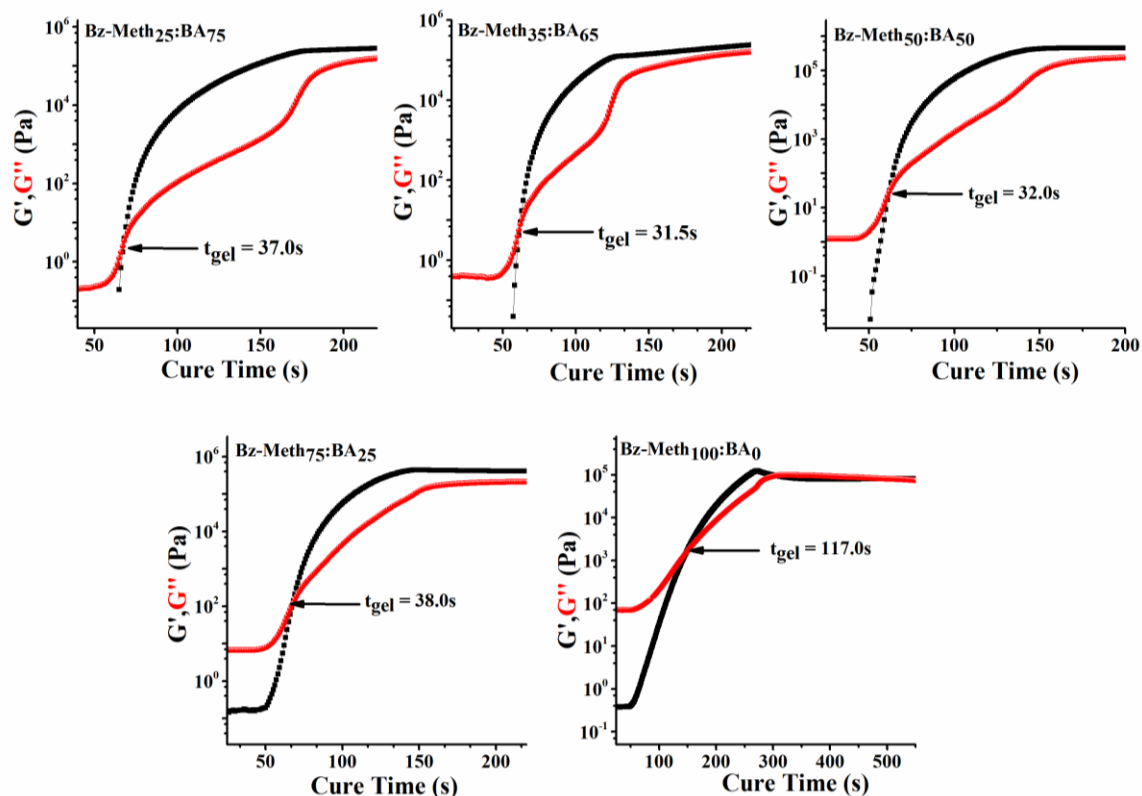 Bz-Meth25:BA75
10^6
10^4
10^2
10^0
G',G'' (Pa)
tgel = 37.0s
50 100 150 200
Cure Time (s)
Bz-Meth35:BA65
10^6
10^4
10^2
10^0
G',G'' (Pa)
tgel = 31.5s
50 100 150 200
Cure Time (s)
Bz-Meth50:BA50
10^5
10^3
10^1
10^-1
G',G'' (Pa)
tgel = 32.0s
50 100 150 200
Cure Time (s)
Bz-Meth75:BA25
10^6
10^4
10^2
10^0
G',G'' (Pa)
tgel = 38.0s
50 100 150 200
Cure Time (s)
Bz-Meth100:BA0
10^5
10^4
10^3
10^2
10^1
10^0
10^-1
G',G'' (Pa)
tgel = 117.0s
100 200 300 400 500
Cure Time (s)